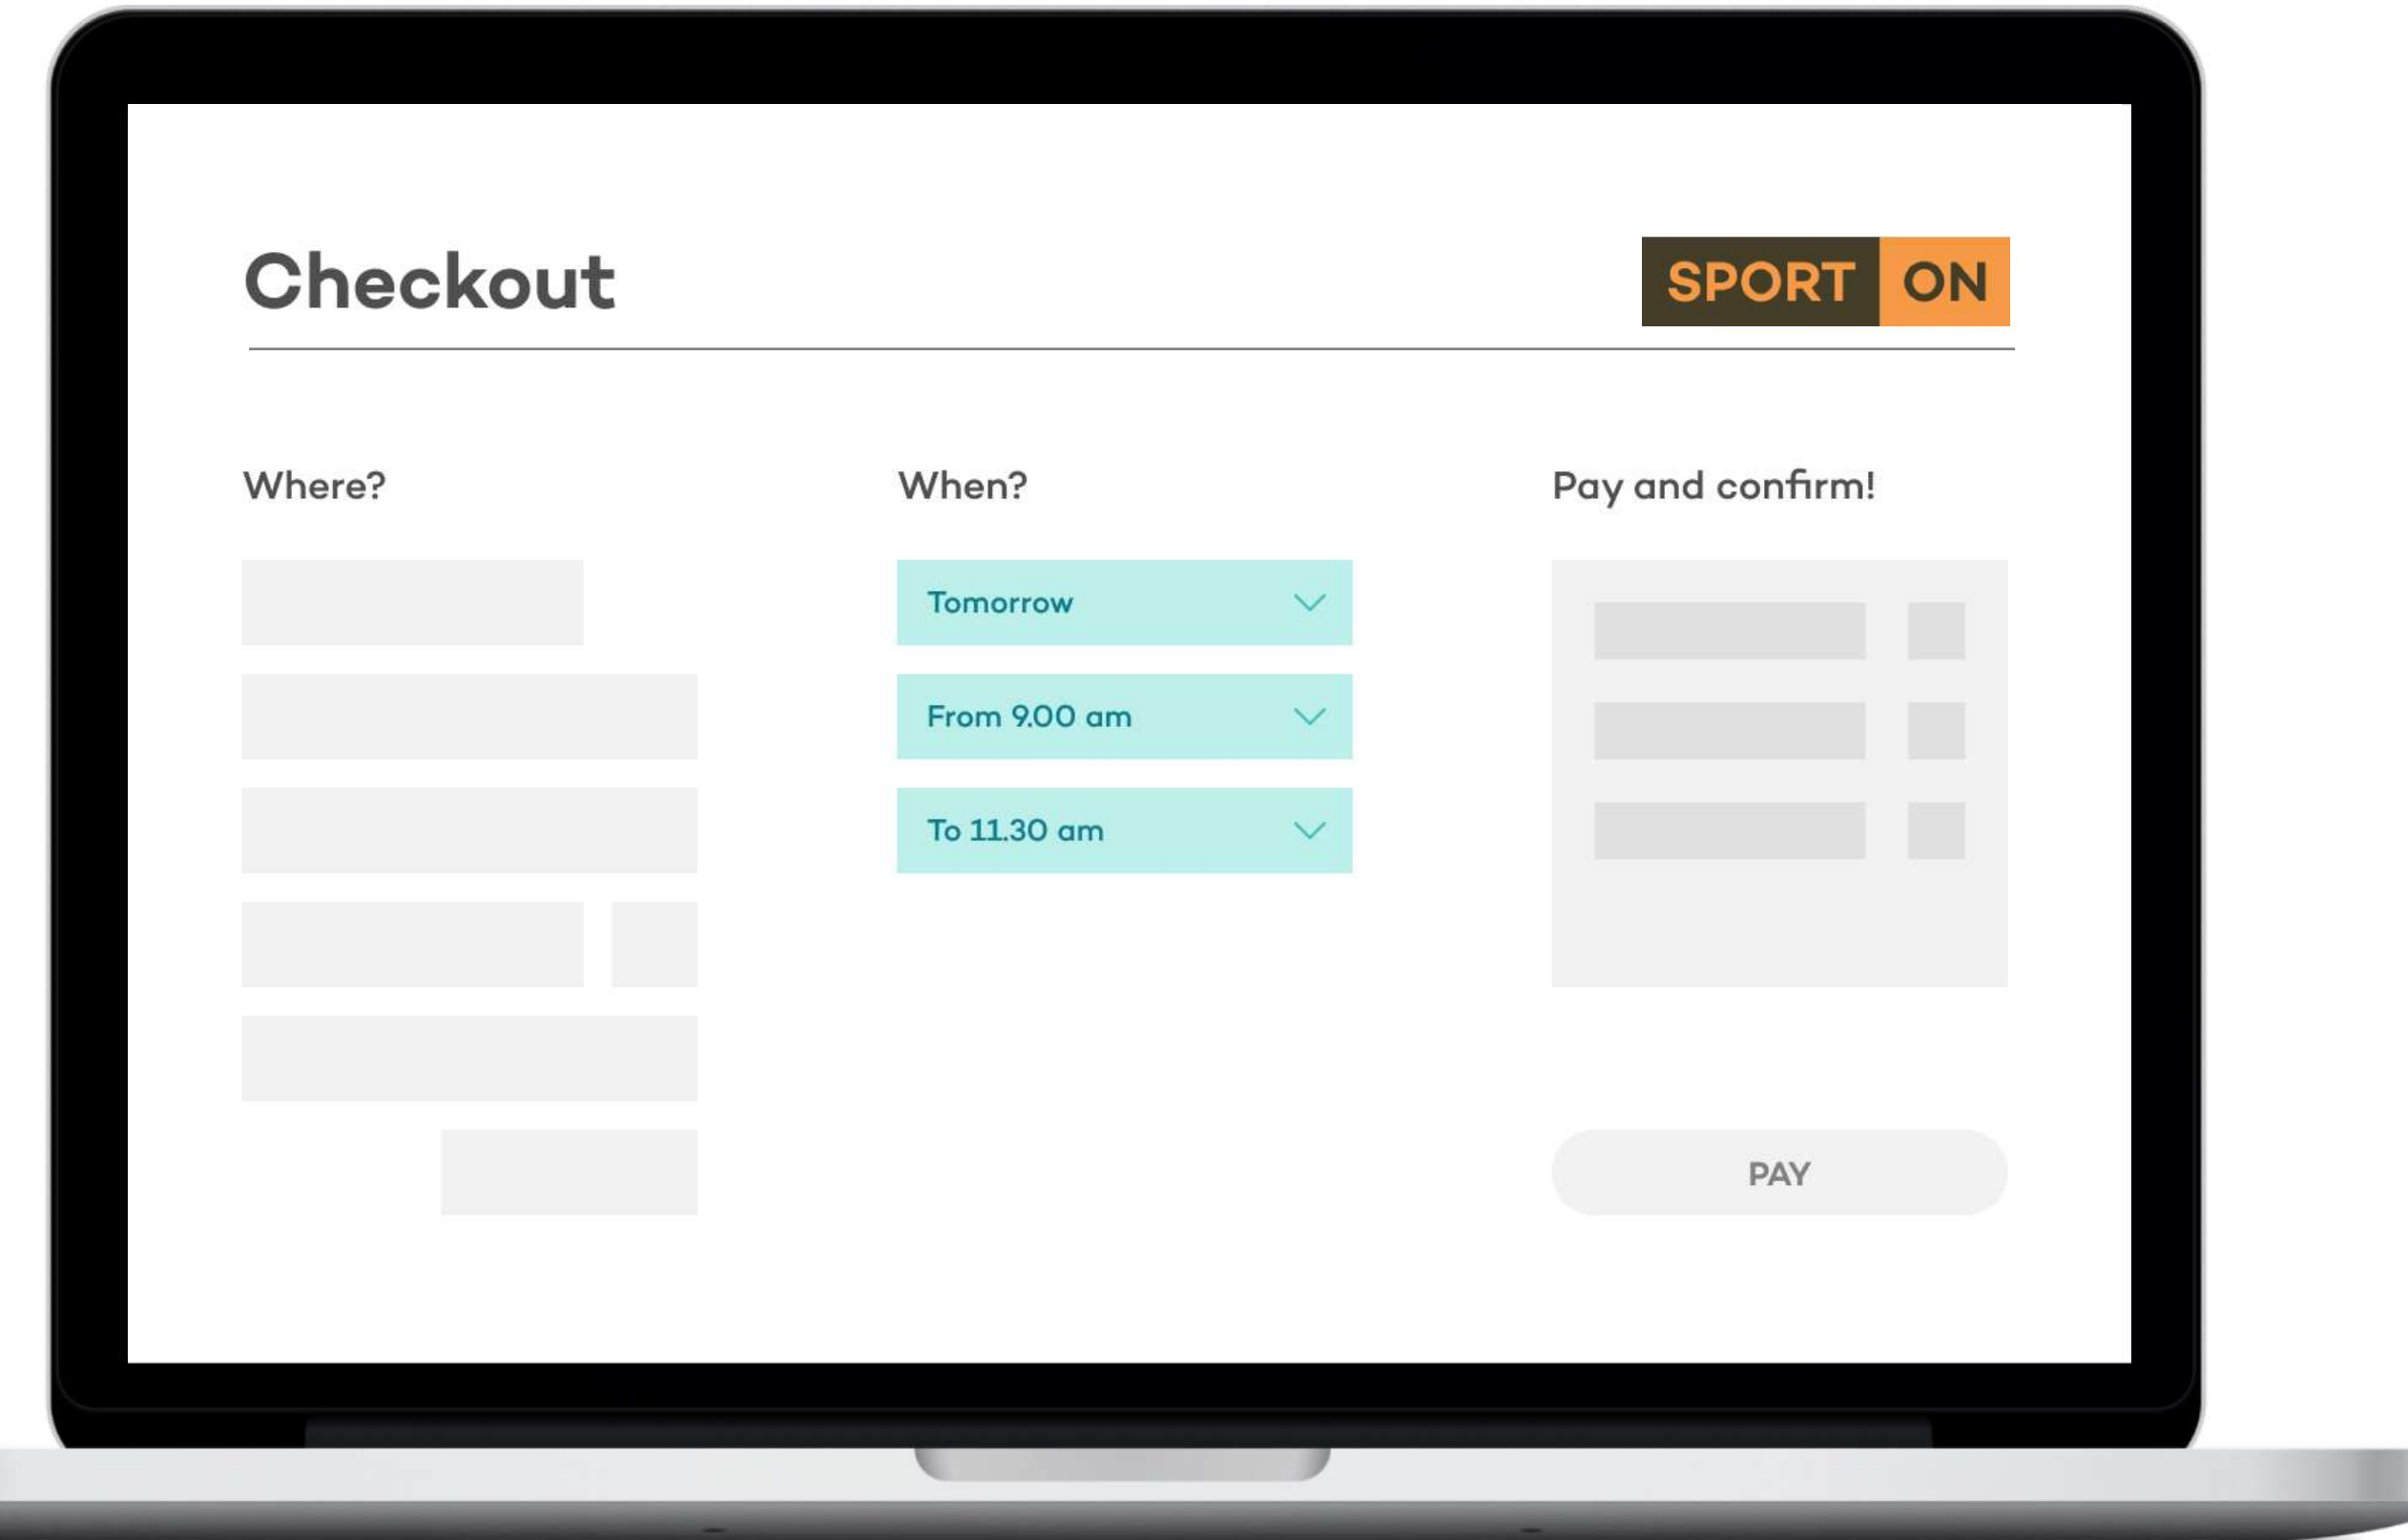 Checkout
SPORT ON
Where?
When?
Tomorrow
From 9.00 am
To 11.30 am
Pay and confirm!
PAY